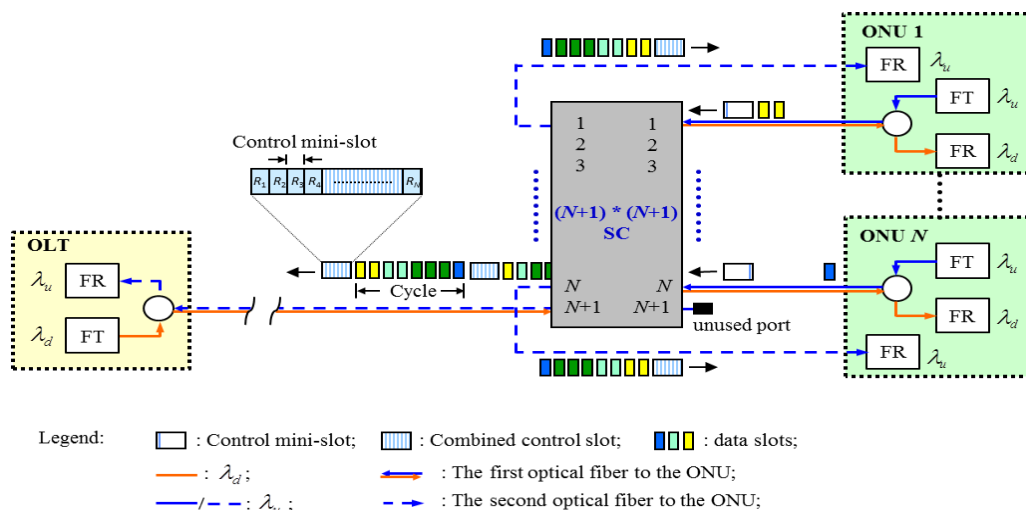 ONU 1
FR λu
FT λu
FR λd
Control mini-slot
R1 R2 R3 R4 ................ RN
1 1
2 2
3 3
(N+1) * (N+1)
SC
N N
N+1 N+1
unused port
OLT
λu FR
λd FT
Cycle
ONU N
FT λu
FR λd
FR λu
Legend: : Control mini-slot; : Combined control slot; : data slots;
: λd; : The first optical fiber to the ONU;
/ : λu; : The second optical fiber to the ONU;